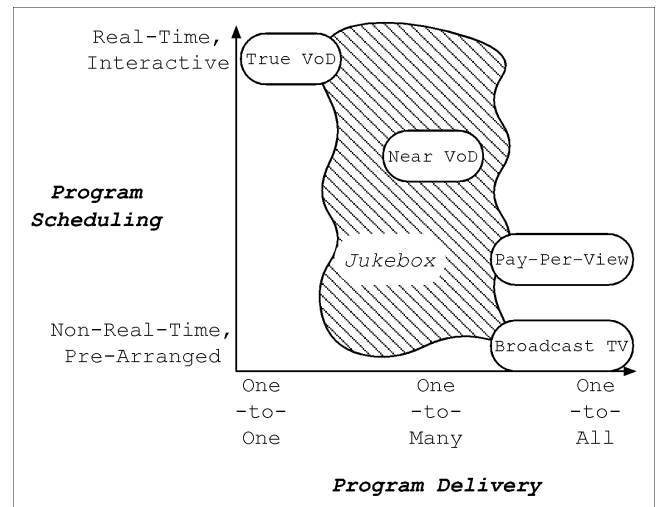 Real-Time,
Interactive
True VoD
Near VoD
Program
Scheduling
Jukebox
Pay-Per-View
Non-Real-Time,
Pre-Arranged
Broadcast TV
One
-to-
One
One
-to-
Many
One
-to-
All
Program Delivery